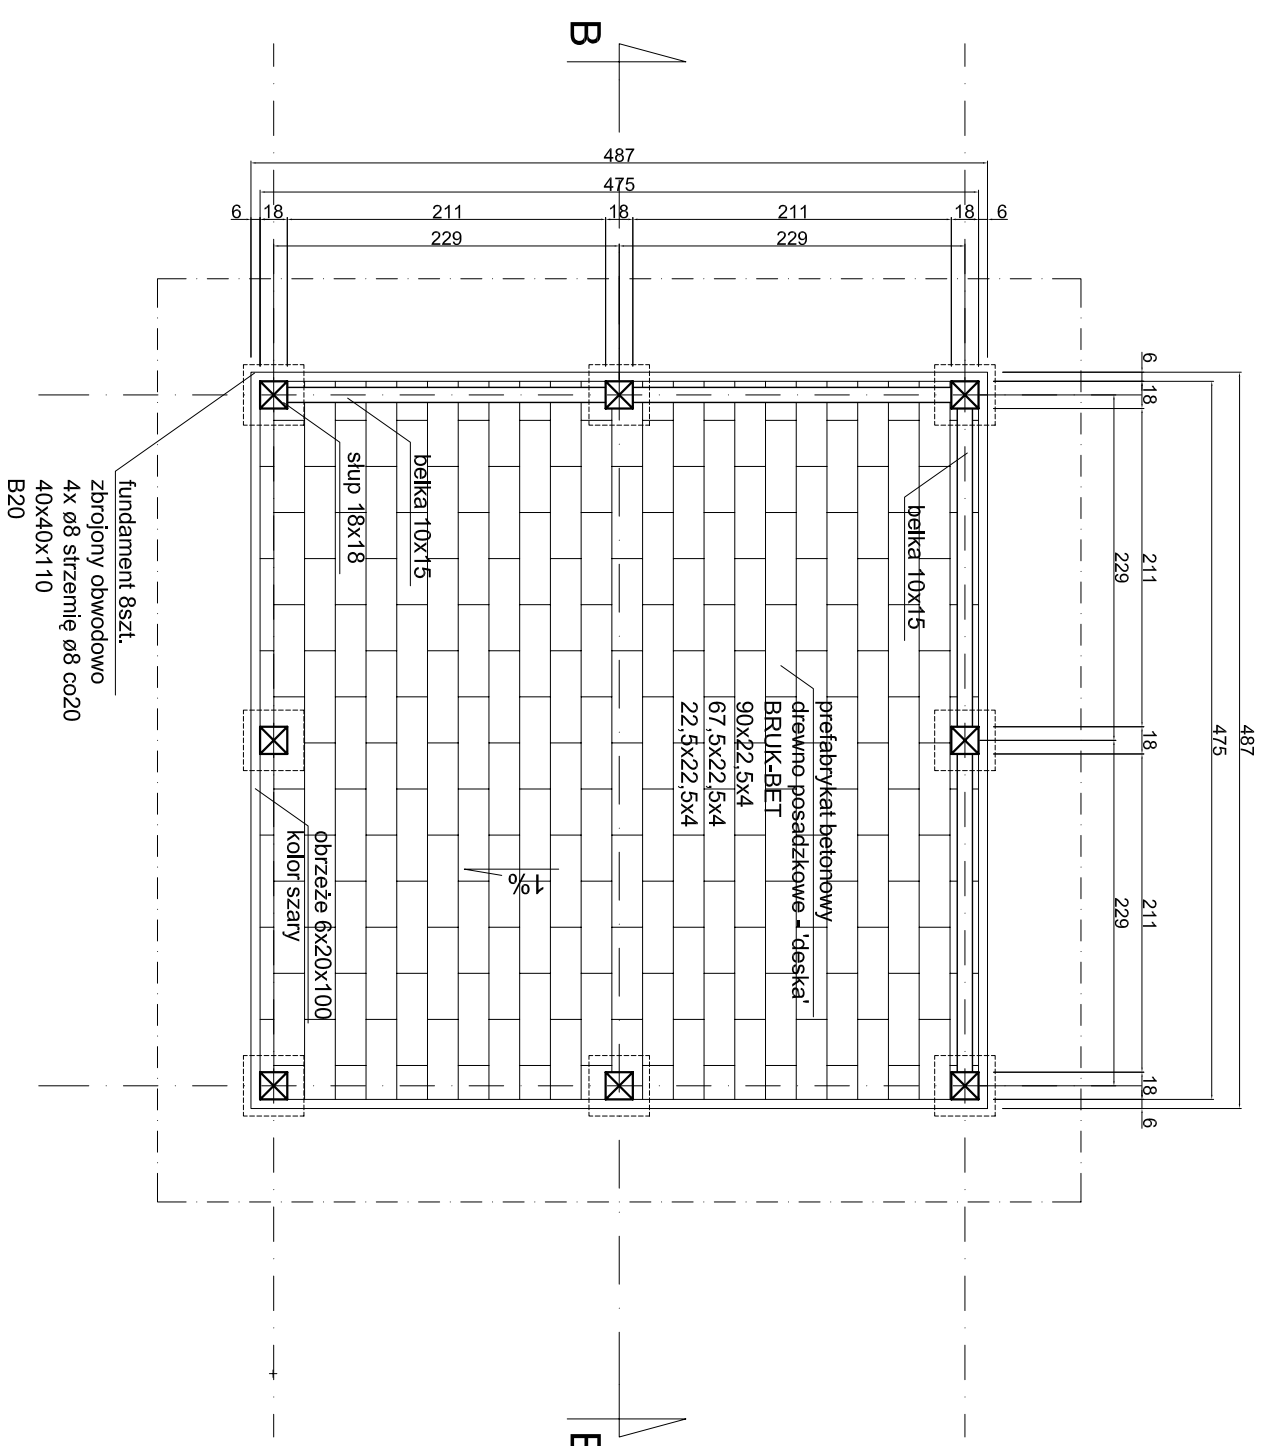 B
487
475
6 18 211 18 211 18 6
229 229
6
18
211
229
18
475
487
211
229
18
6
belka 10x15
belka 10x15
słup 18x18
fundament 8szt.
zbrojony obwodowo
4x ø8 strzemię ø8 co20
40x40x110
B20
prefabrykat betonowy
drewno posadzkowe - 'deska'
BRUK-BET
90x22,5x4
67,5x22,5x4
22,5x22,5x4
1%
obrzeże 6x20x100
kolor szary